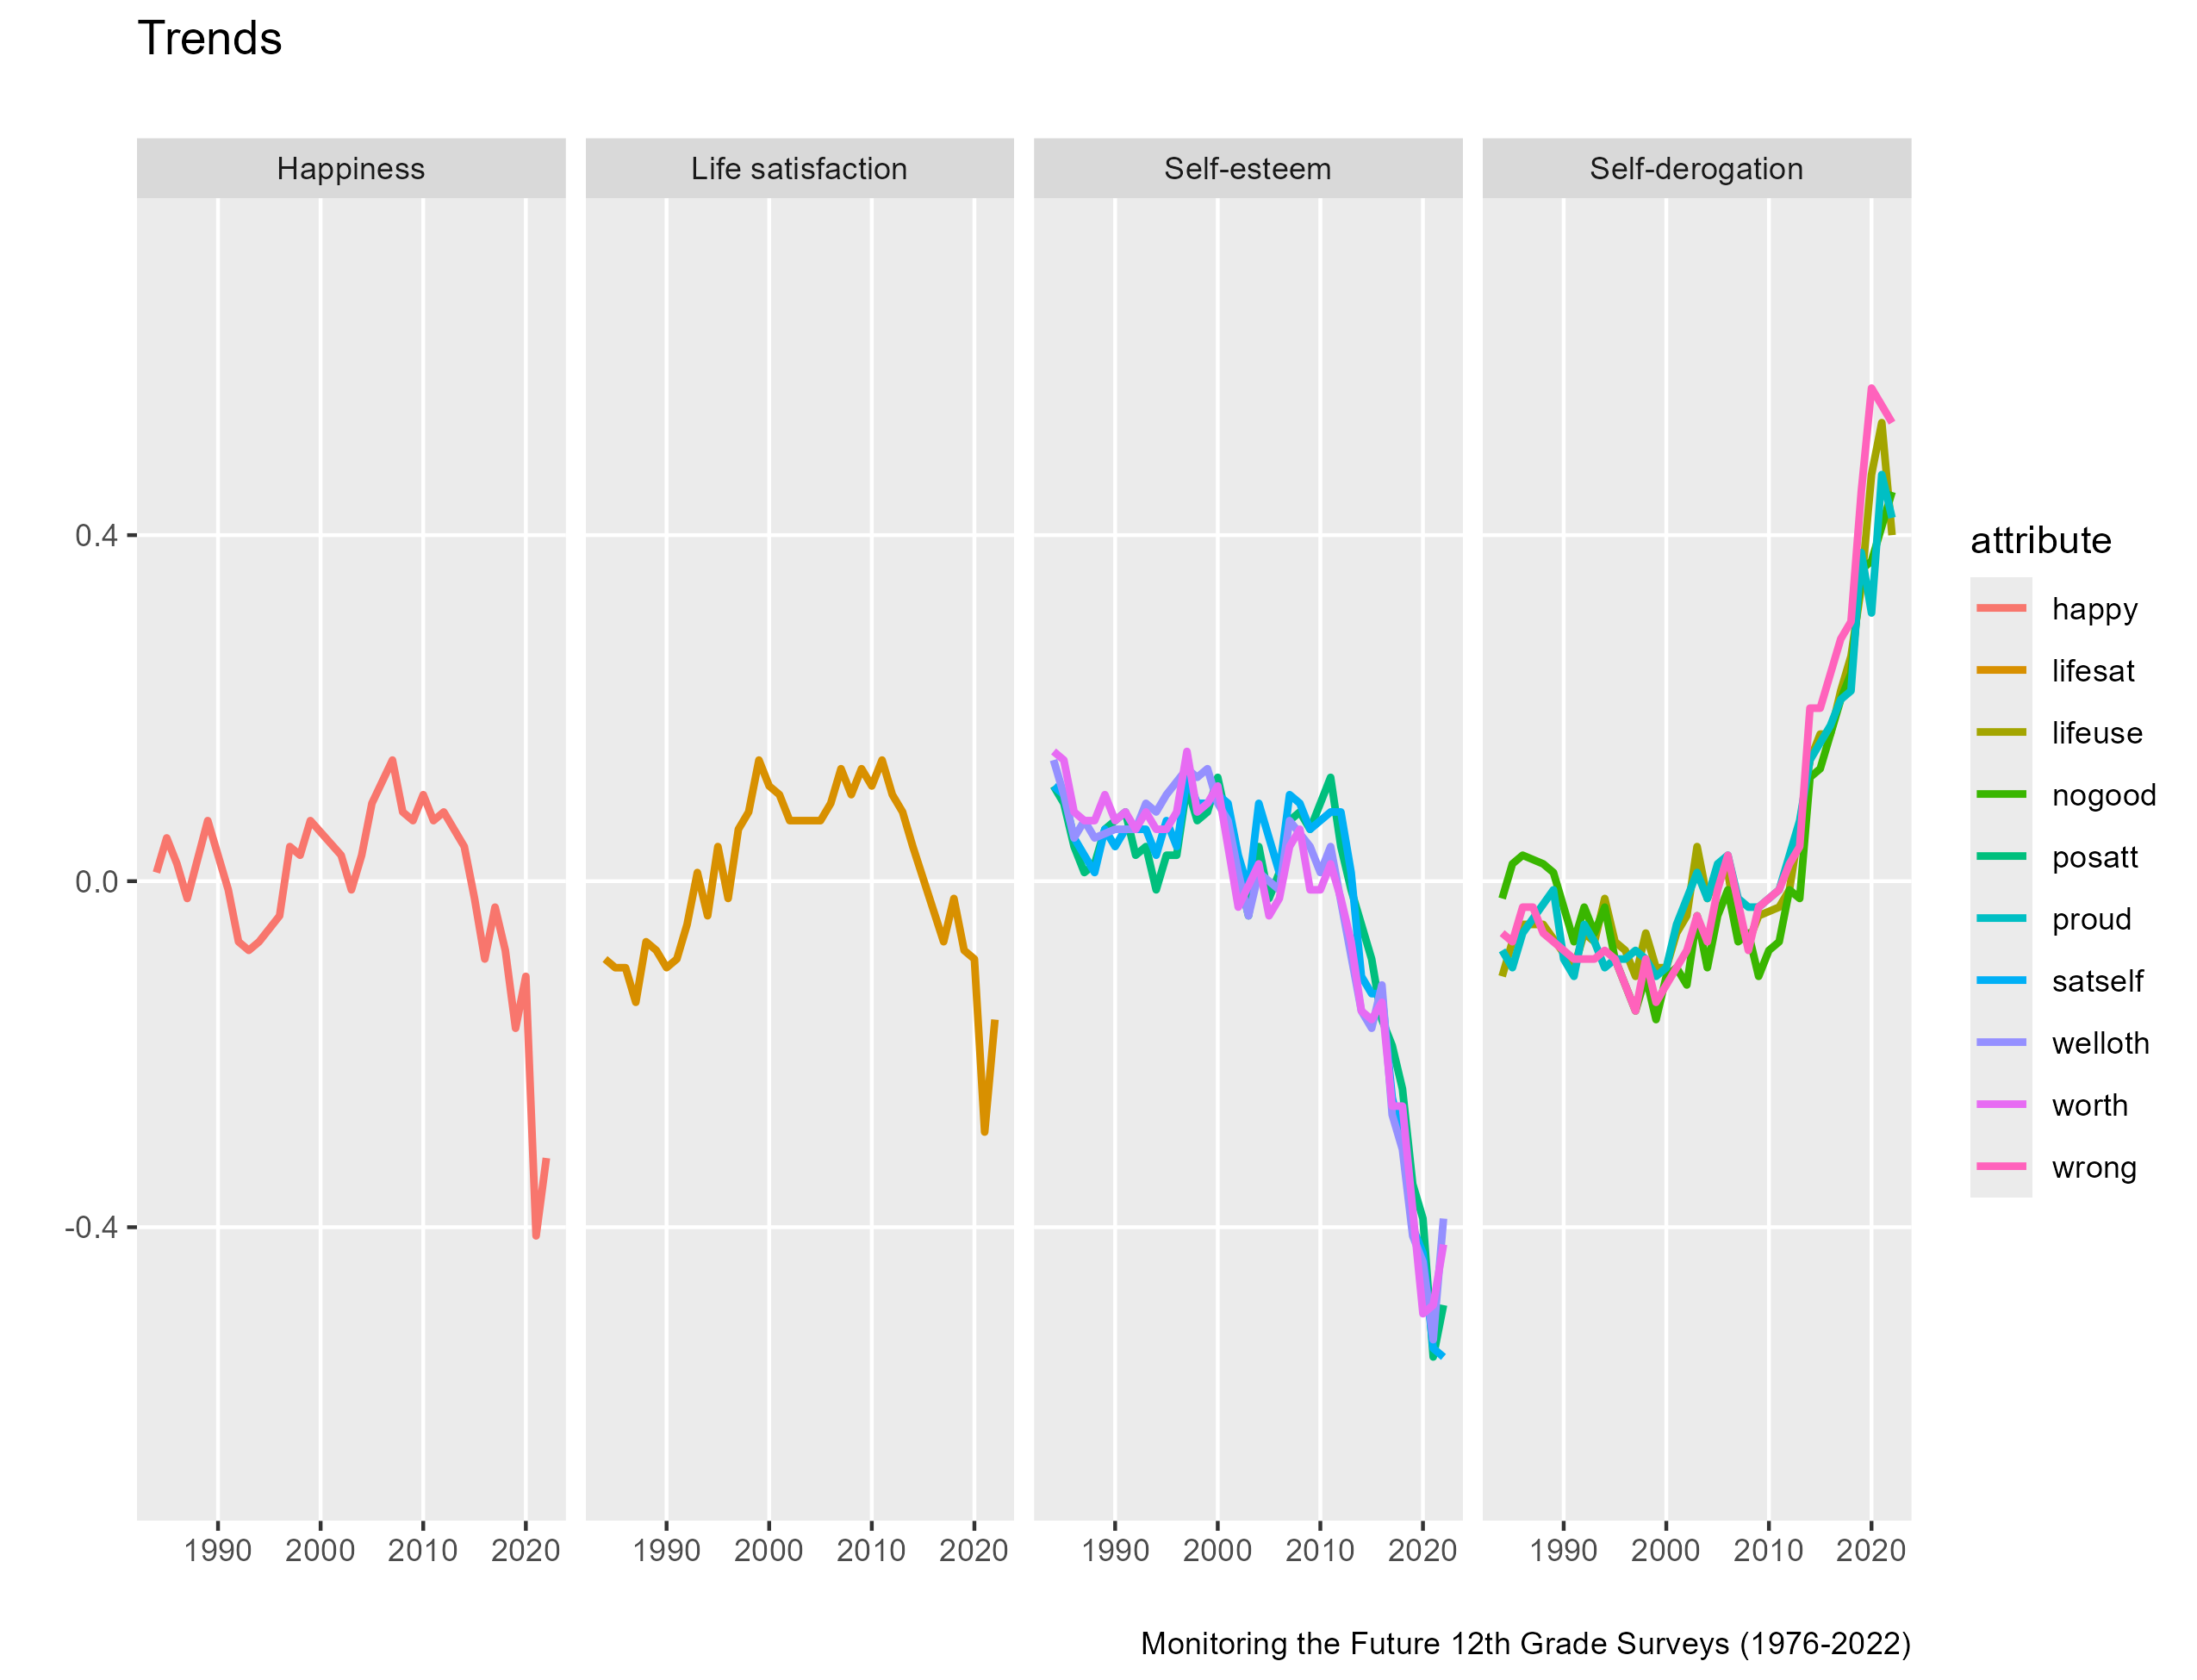 Trends
Happiness
Life satisfaction
Self-esteem
Self-derogation
0.4
0.0
-0.4
1990 2000 2010 2020
1990 2000 2010 2020
1990 2000 2010 2020
1990 2000 2010 2020
attribute
happy
lifesat
lifeuse
nogood
posatt
proud
satself
welloth
worth
wrong
Monitoring the Future 12th Grade Surveys (1976-2022)